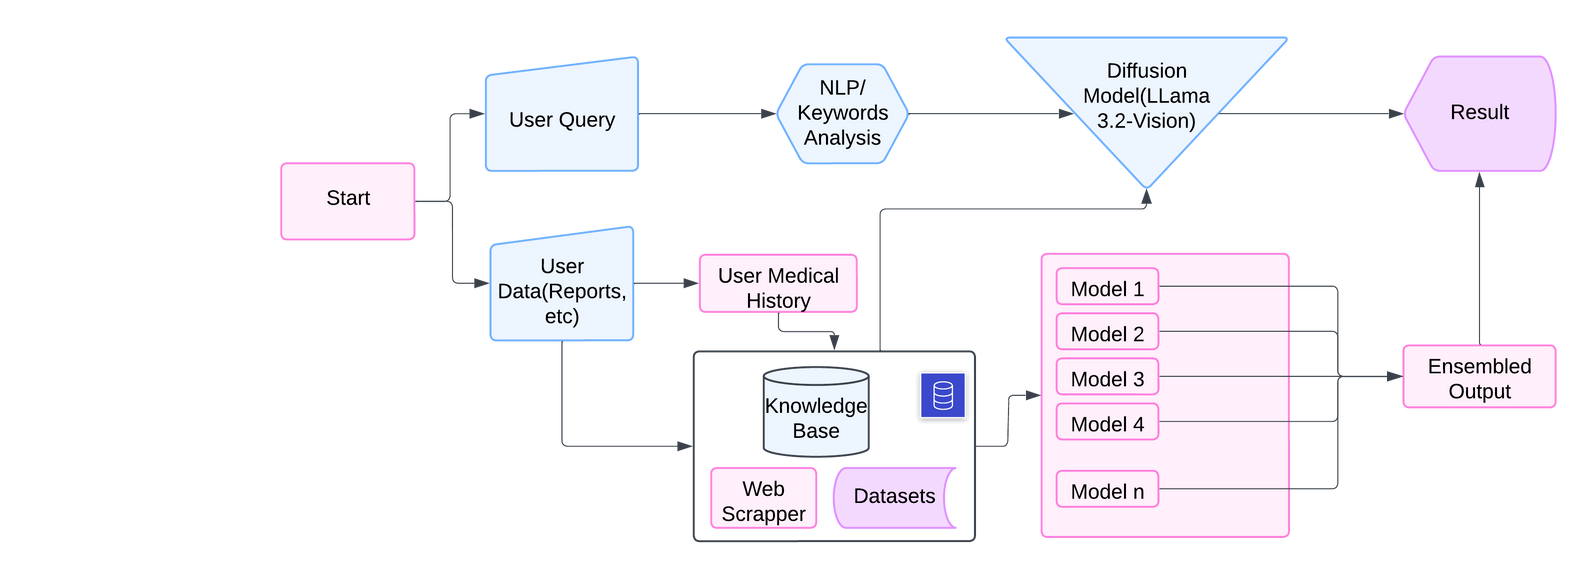 Start
User Query
NLP/
Keywords
Analysis
Diffusion
Model(LLama
3.2-Vision)
Result
User
Data(Reports,
etc)
User Medical
History
Knowledge
Base
Web
Scrapper
Datasets
Model 1
Model 2
Model 3
Model 4
Model n
Ensembled
Output